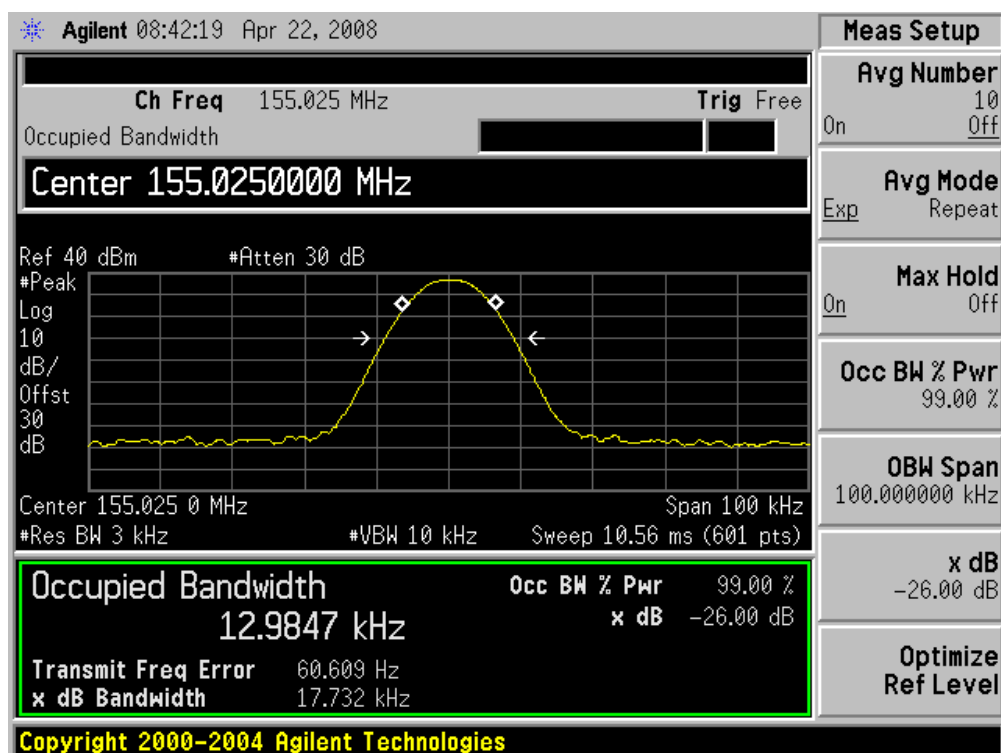 Agilent 08:42:19 Apr 22, 2008
Meas Setup
Ch Freq 155.025 MHz Trig Free
Occupied Bandwidth
Center 155.0250000 MHz
Ref 40 dBm #Atten 30 dB
#Peak
Log
10
dB/
Offst
30
dB
Center 155.025 0 MHz Span 100 kHz
#Res BW 3 kHz #VBW 10 kHz Sweep 10.56 ms (601 pts)
Occupied Bandwidth Occ BW % Pwr 99.00 %
12.9847 kHz x dB -26.00 dB
Transmit Freq Error 60.609 Hz
x dB Bandwidth 17.732 kHz
Avg Number
10
On Off
Avg Mode
Exp Repeat
Max Hold
On Off
Occ BW % Pwr
99.00 %
OBW Span
100.000000 kHz
x dB
-26.00 dB
Optimize
Ref Level
Copyright 2000-2004 Agilent Technologies